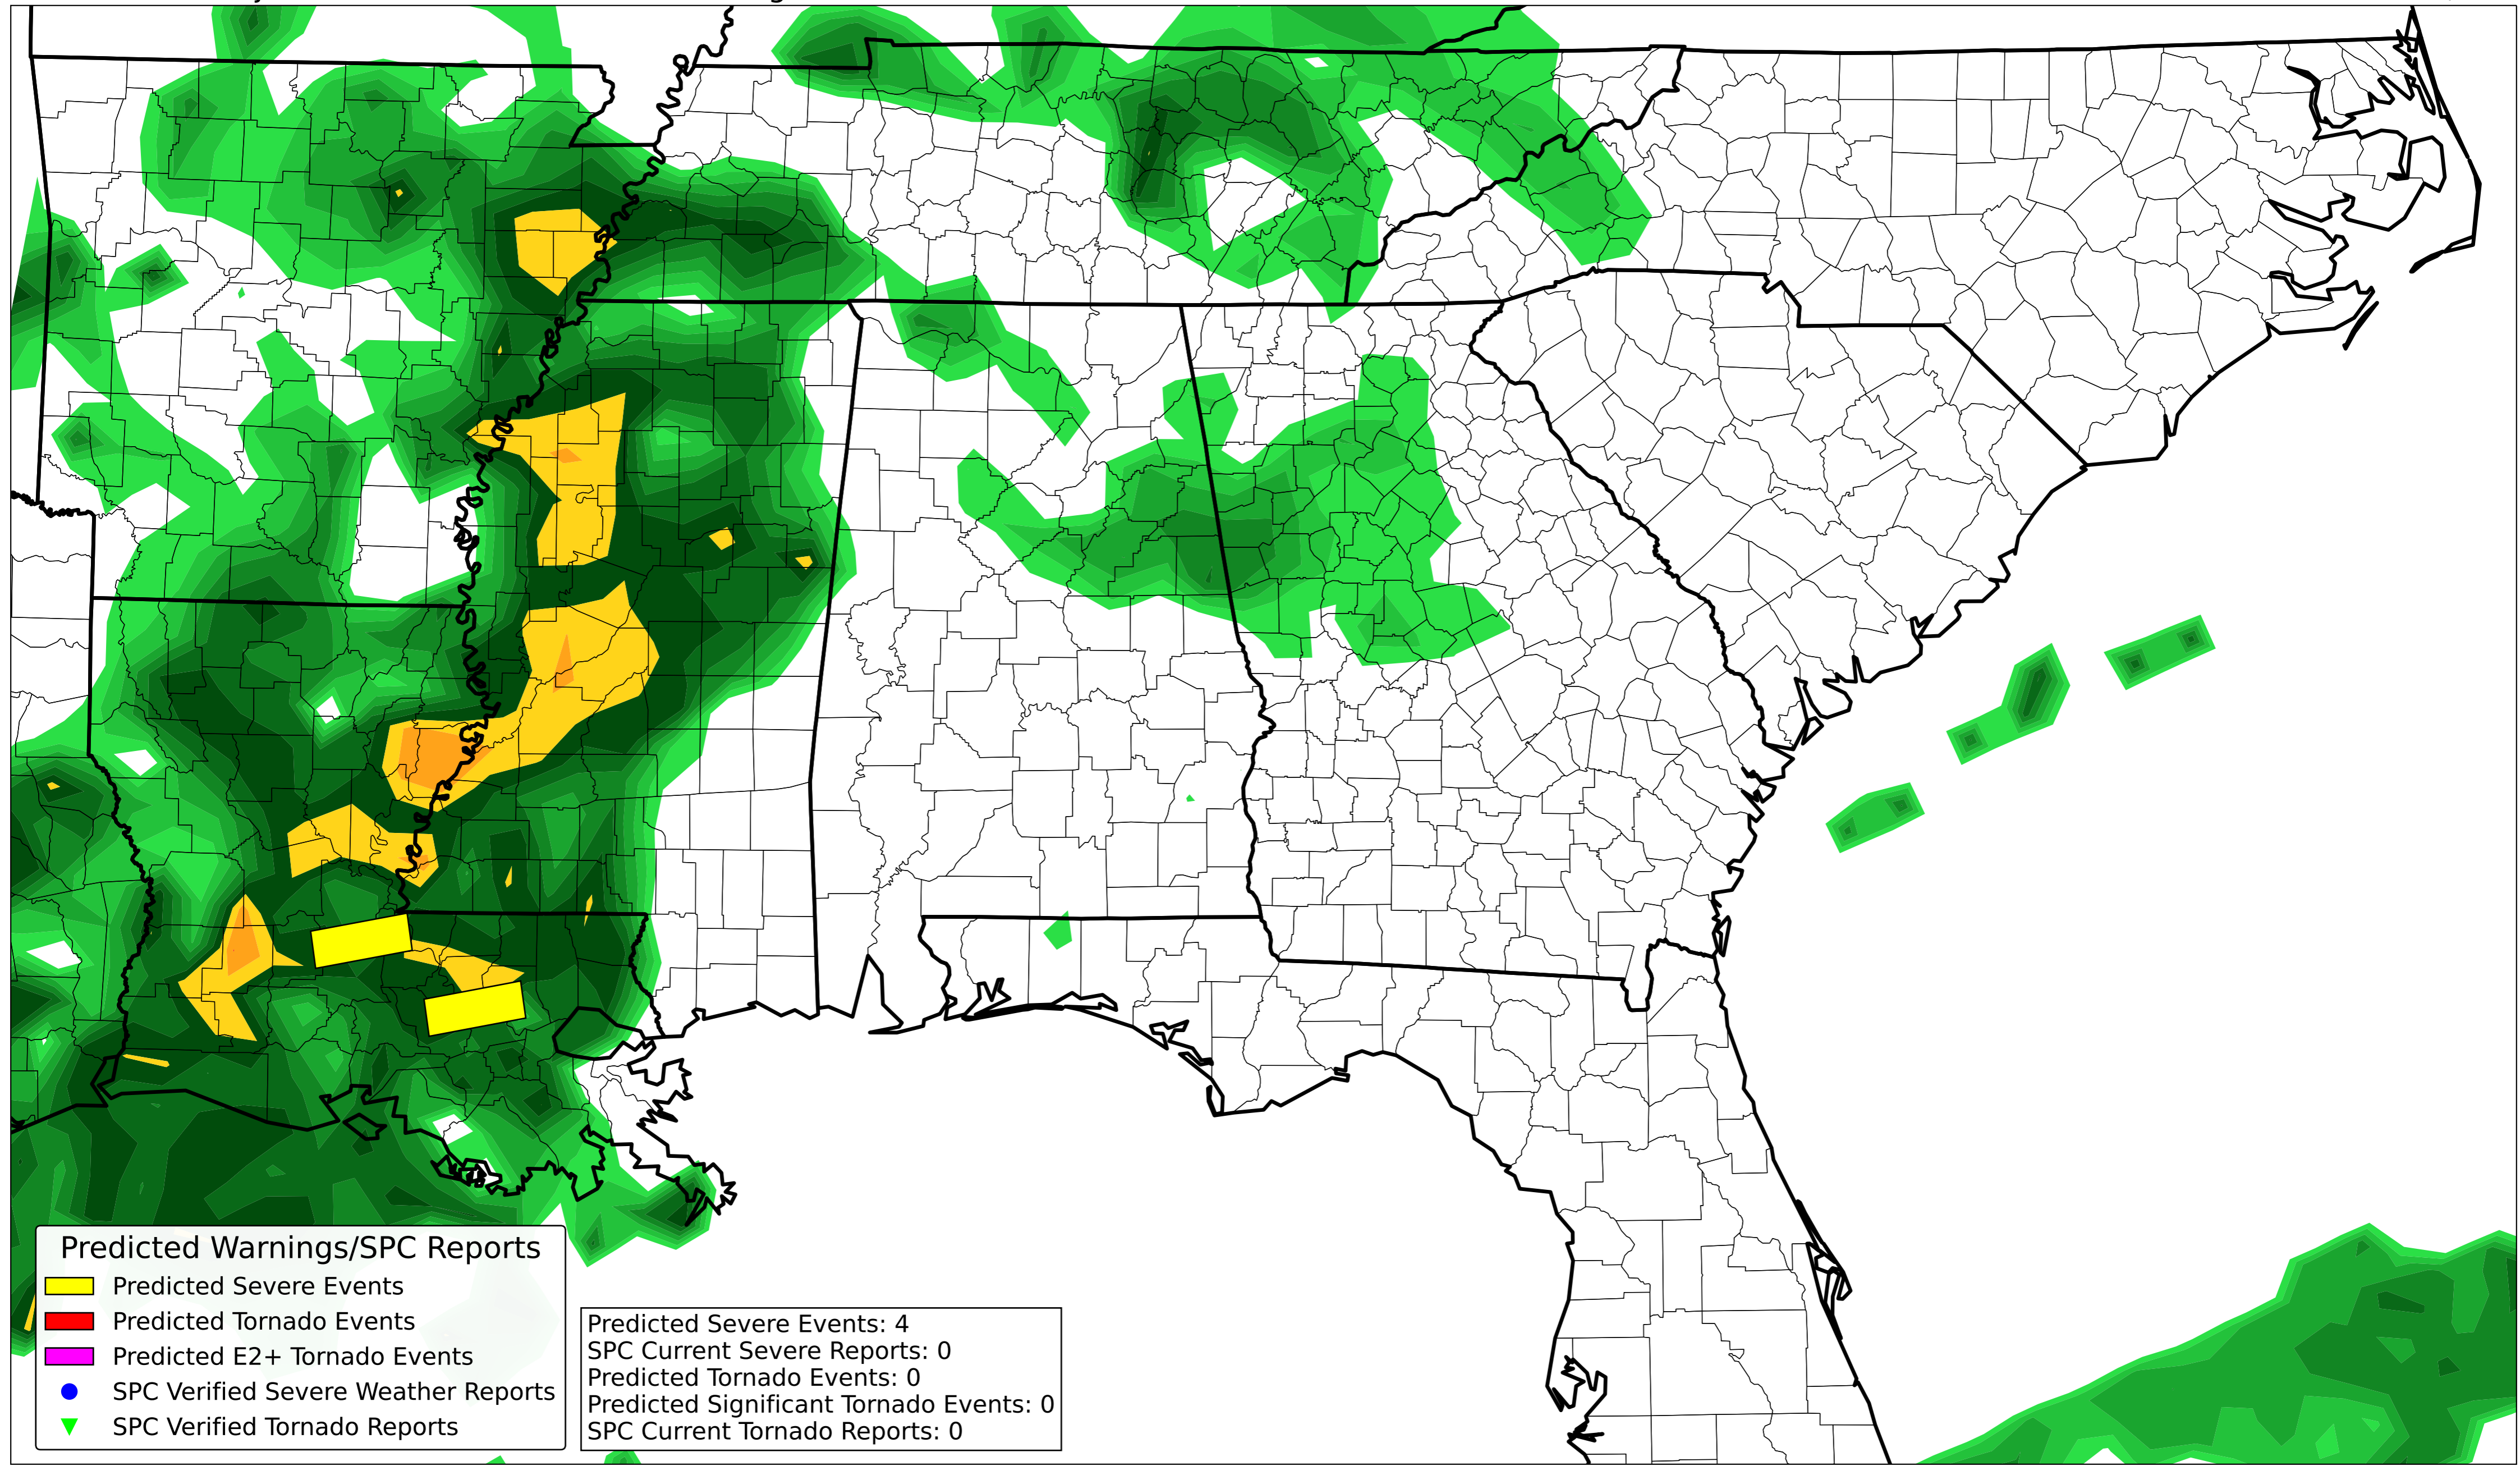 Predicted Warnings/SPC Reports
Predicted Severe Events
Predicted Tornado Events
Predicted E2+ Tornado Events
SPC Verified Severe Weather Reports
SPC Verified Tornado Reports
Predicted Severe Events: 4
SPC Current Severe Reports: 0
Predicted Tornado Events: 0
Predicted Significant Tornado Events: 0
SPC Current Tornado Reports: 0